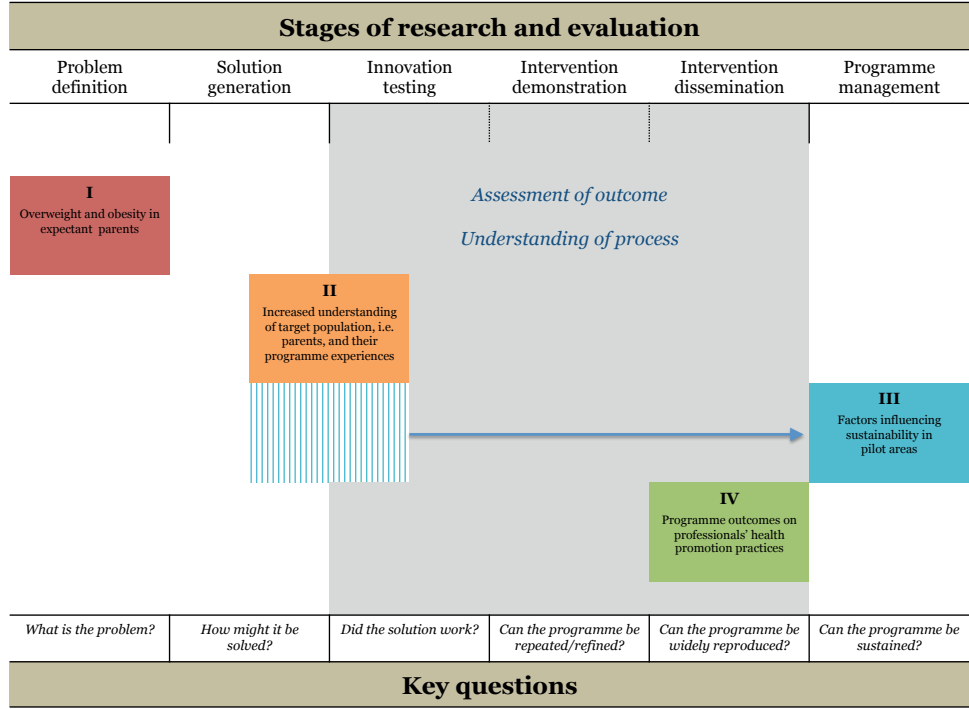 Stages of research and evaluation
Problem
definition
Solution
generation
Innovation
testing
Intervention
demonstration
Intervention
dissemination
Programme
management
I
Overweight and obesity in
expectant parents
Assessment of outcome
Understanding of process
II
Increased understanding
of target population, i.e.
parents, and their
programme experiences
III
Factors influencing
sustainability in
pilot areas
IV
Programme outcomes on
professionals' health
promotion practices
What is the problem?
How might it be
solved?
Did the solution work?
Can the programme be
repeated/refined?
Can the programme be
widely reproduced?
Can the programme be
sustained?
Key questions